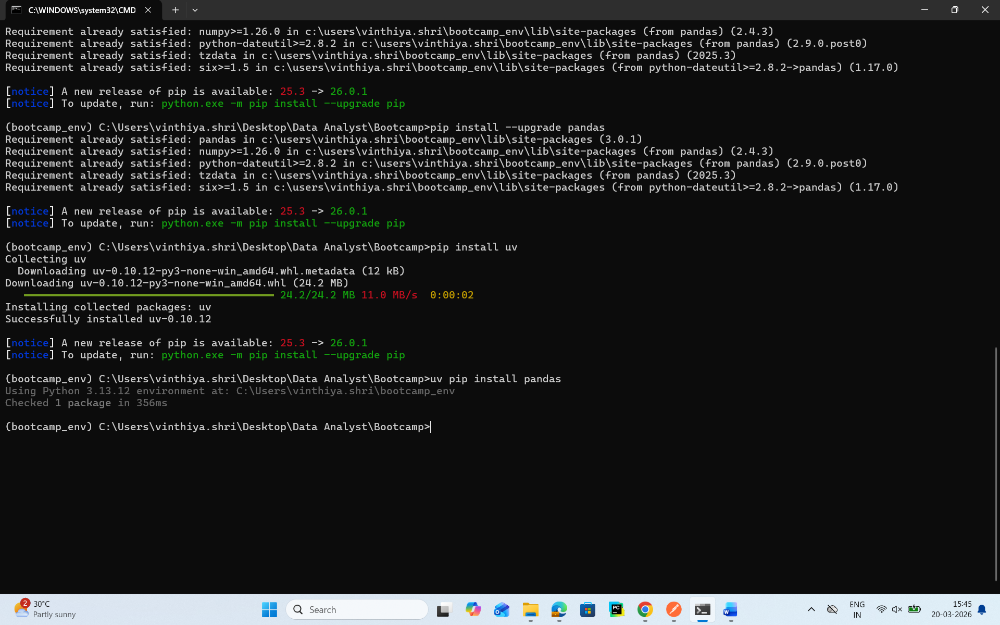 C:\WINDOWS\system32\CMD
Requirement already satisfied: numpy>=1.26.0 in c:\users\vinthiya.shri\bootcamp_env\lib\site-packages (from pandas) (2.4.3)
Requirement already satisfied: python-dateutil>=2.8.2 in c:\users\vinthiya.shri\bootcamp_env\lib\site-packages (from pandas) (2.9.0.post0)
Requirement already satisfied: tzdata in c:\users\vinthiya.shri\bootcamp_env\lib\site-packages (from pandas) (2025.3)
Requirement already satisfied: six>=1.5 in c:\users\vinthiya.shri\bootcamp_env\lib\site-packages (from python-dateutil>=2.8.2->pandas) (1.17.0)
[notice] A new release of pip is available: 25.3 -> 26.0.1
[notice] To update, run: python.exe -m pip install --upgrade pip
(bootcamp_env) C:\Users\vinthiya.shri\Desktop\Data Analyst\Bootcamp>pip install --upgrade pandas
Requirement already satisfied: pandas in c:\users\vinthiya.shri\bootcamp_env\lib\site-packages (3.0.1)
Requirement already satisfied: numpy>=1.26.0 in c:\users\vinthiya.shri\bootcamp_env\lib\site-packages (from pandas) (2.4.3)
Requirement already satisfied: python-dateutil>=2.8.2 in c:\users\vinthiya.shri\bootcamp_env\lib\site-packages (from pandas) (2.9.0.post0)
Requirement already satisfied: tzdata in c:\users\vinthiya.shri\bootcamp_env\lib\site-packages (from pandas) (2025.3)
Requirement already satisfied: six>=1.5 in c:\users\vinthiya.shri\bootcamp_env\lib\site-packages (from python-dateutil>=2.8.2->pandas) (1.17.0)
[notice] A new release of pip is available: 25.3 -> 26.0.1
[notice] To update, run: python.exe -m pip install --upgrade pip
(bootcamp_env) C:\Users\vinthiya.shri\Desktop\Data Analyst\Bootcamp>pip install uv
Collecting uv
Downloading uv-0.10.12-py3-none-win_amd64.whl.metadata (12 kB)
Downloading uv-0.10.12-py3-none-win_amd64.whl (24.2 MB)
24.2/24.2 MB 11.0 MB/s 0:00:02
Installing collected packages: uv
Successfully installed uv-0.10.12
[notice] A new release of pip is available: 25.3 -> 26.0.1
[notice] To update, run: python.exe -m pip install --upgrade pip
(bootcamp_env) C:\Users\vinthiya.shri\Desktop\Data Analyst\Bootcamp>uv pip install pandas
Using Python 3.13.12 environment at: C:\Users\vinthiya.shri\bootcamp_env
Checked 1 package in 356ms
(bootcamp_env) C:\Users\vinthiya.shri\Desktop\Data Analyst\Bootcamp>
2
30°C
Partly sunny
Search
O
PC
W
ENG
IN
15:45
20-03-2026